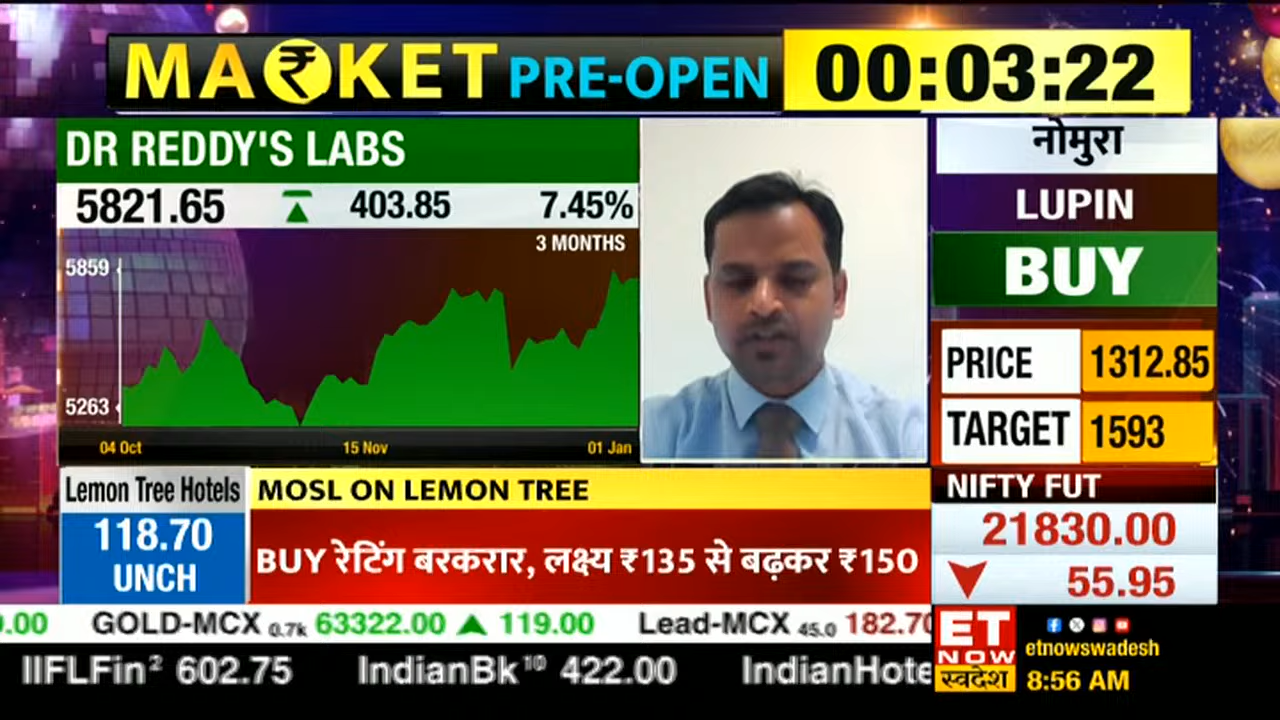 MA₹KET PRE-OPEN 00:03:22
DR REDDY'S LABS
5821.65 403.85 7.45%
3 MONTHS
5859
5263
04 Oct 15 Nov 01 Jan
नोमुरा
LUPIN
BUY
PRICE 1312.85
TARGET 1593
Lemon Tree Hotels
118.70
UNCH
MOSL ON LEMON TREE
BUY रेटिंग बरकरार, लक्ष्य ₹135 से बढ़कर ₹150
NIFTY FUT
21830.00
55.95
.00 GOLD-MCX 0.7k 63322.00 119.00 Lead-MCX 45.0 182.70
IIFLFin² 602.75 IndianBk¹⁰ 422.00 IndianHote
ET
NOW
स्वदेश
etnowswadesh
8:56 AM